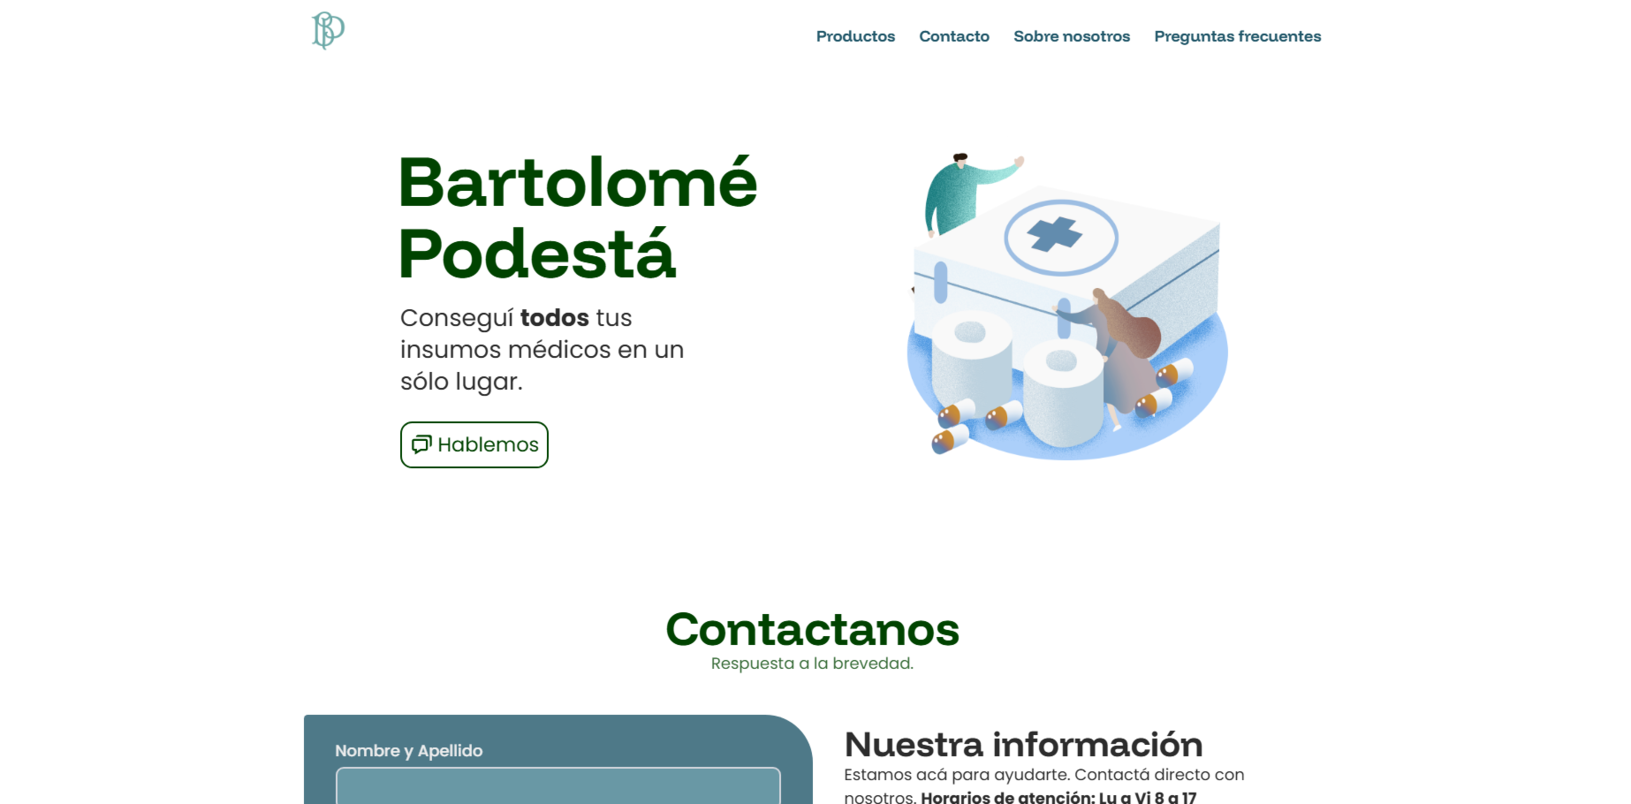 BP
Productos Contacto Sobre nosotros Preguntas frecuentes
Bartolomé
Podestá
Conseguí todos tus
insumos médicos en un
sólo lugar.
Hablemos
Contactanos
Respuesta a la brevedad.
Nombre y Apellido
Nuestra información
Estamos acá para ayudarte. Contactá directo con
nosotros. Horarios de atención: Lu a Vi 8 a 17